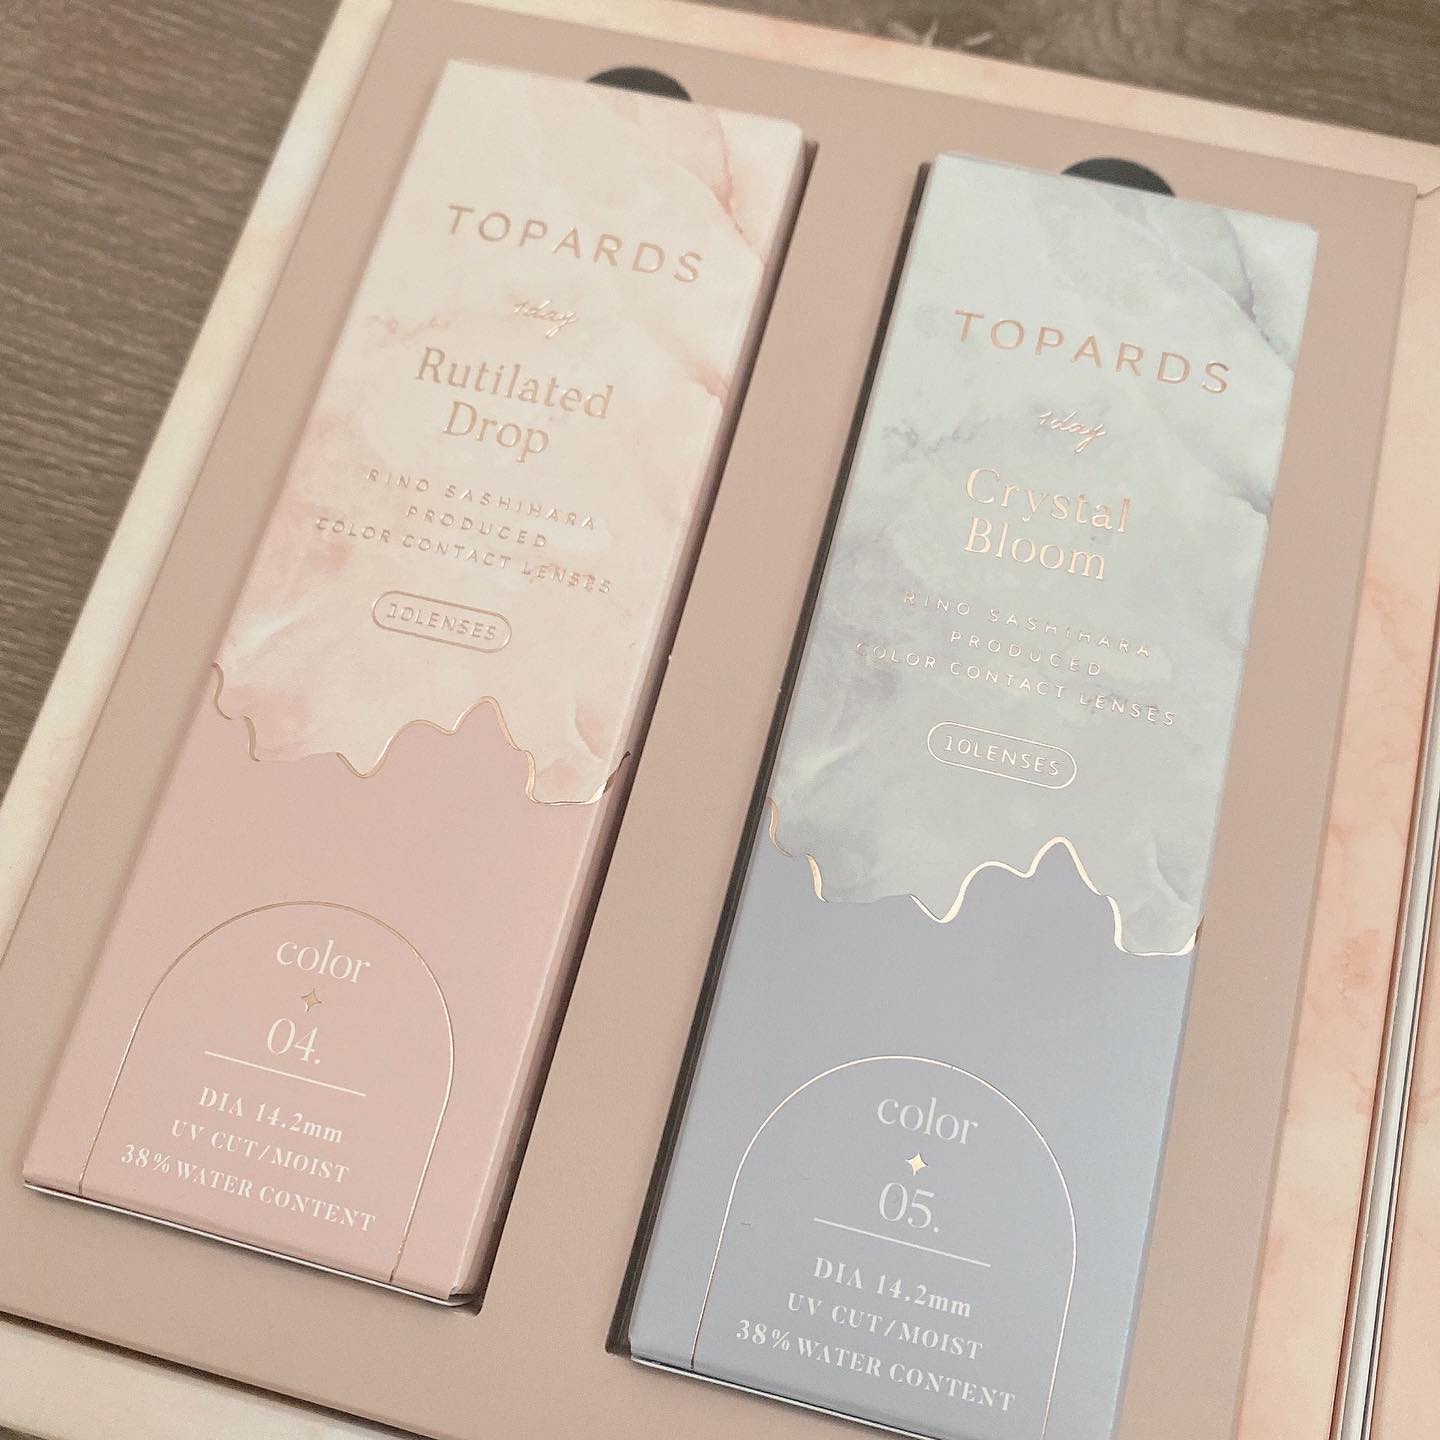 TOPARDS
1day
Rutilated
Drop
RINO SASHIHARA
PRODUCED
COLOR CONTACT LENSES
10LENSES
color
04.
DIA 14.2mm
UV CUT/MOIST
38% WATER CONTENT
TOPARDS
1day
Crystal
Bloom
RINO SASHIHARA
PRODUCED
COLOR CONTACT LENSES
10LENSES
color
05.
DIA 14.2mm
UV CUT/MOIST
38% WATER CONTENT